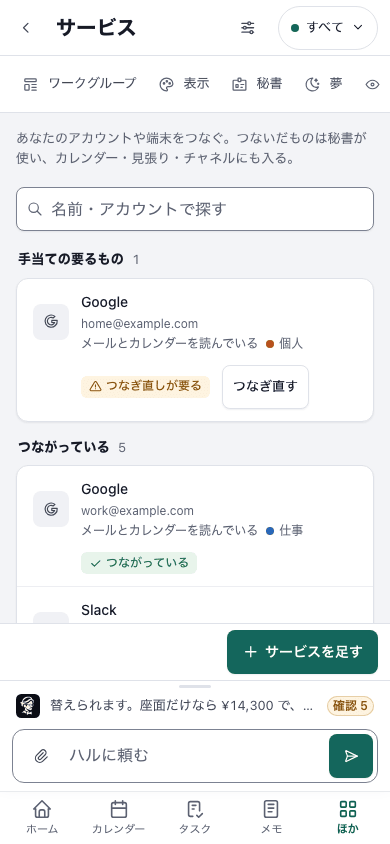 サービス
すべて
ワークグループ
表示
秘書
夢
あなたのアカウントや端末をつなぐ。つないだものは秘書が
使い、カレンダー・見張り・チャネルにも入る。
名前・アカウントで探す
手当ての要るもの 1
Google
home@example.com
メールとカレンダーを読んでいる 個人
つなぎ直しが要る
つなぎ直す
つながっている 5
Google
work@example.com
メールとカレンダーを読んでいる 仕事
つながっている
Slack
サービスを足す
替えられます。座面だけなら ¥14,300 で、...
確認 5
ハルに頼む
ホーム
カレンダー
タスク
メモ
ほか